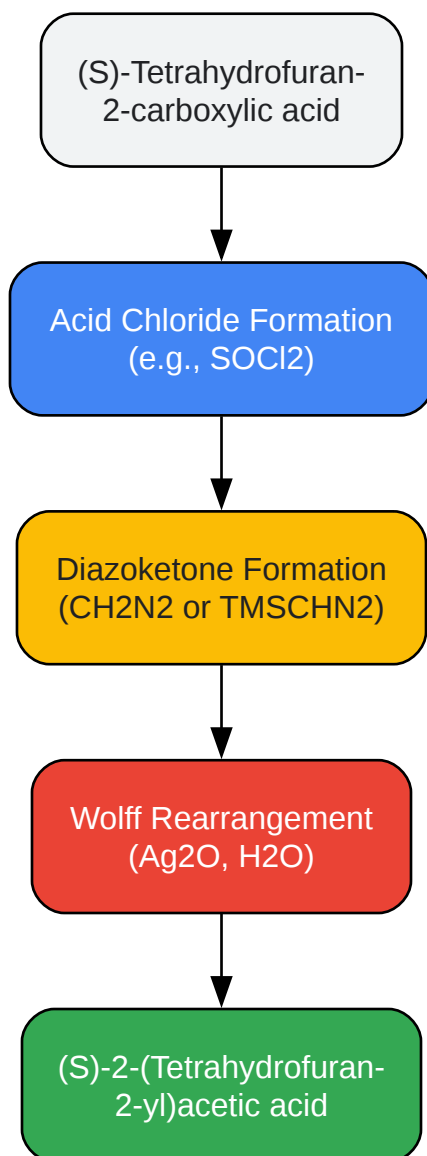 (S)-Tetrahydrofuran-
2-carboxylic acid
Acid Chloride Formation
(e.g., SOCl2)
Diazoketone Formation
(CH2N2 or TMSCHN2)
Wolff Rearrangement
(Ag2O, H2O)
(S)-2-(Tetrahydrofuran-
2-yl)acetic acid